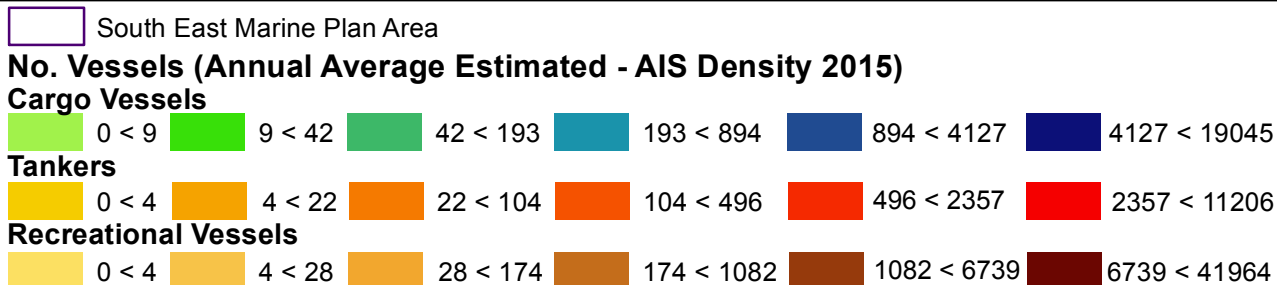 South East Marine Plan Area
No. Vessels (Annual Average Estimated - AIS Density 2015)
Cargo Vessels
0 < 9 9 < 42 42 < 193 193 < 894 894 < 4127 4127 < 19045
Tankers
0 < 4 4 < 22 22 < 104 104 < 496 496 < 2357 2357 < 11206
Recreational Vessels
0 < 4 4 < 28 28 < 174 174 < 1082 1082 < 6739 6739 < 41964